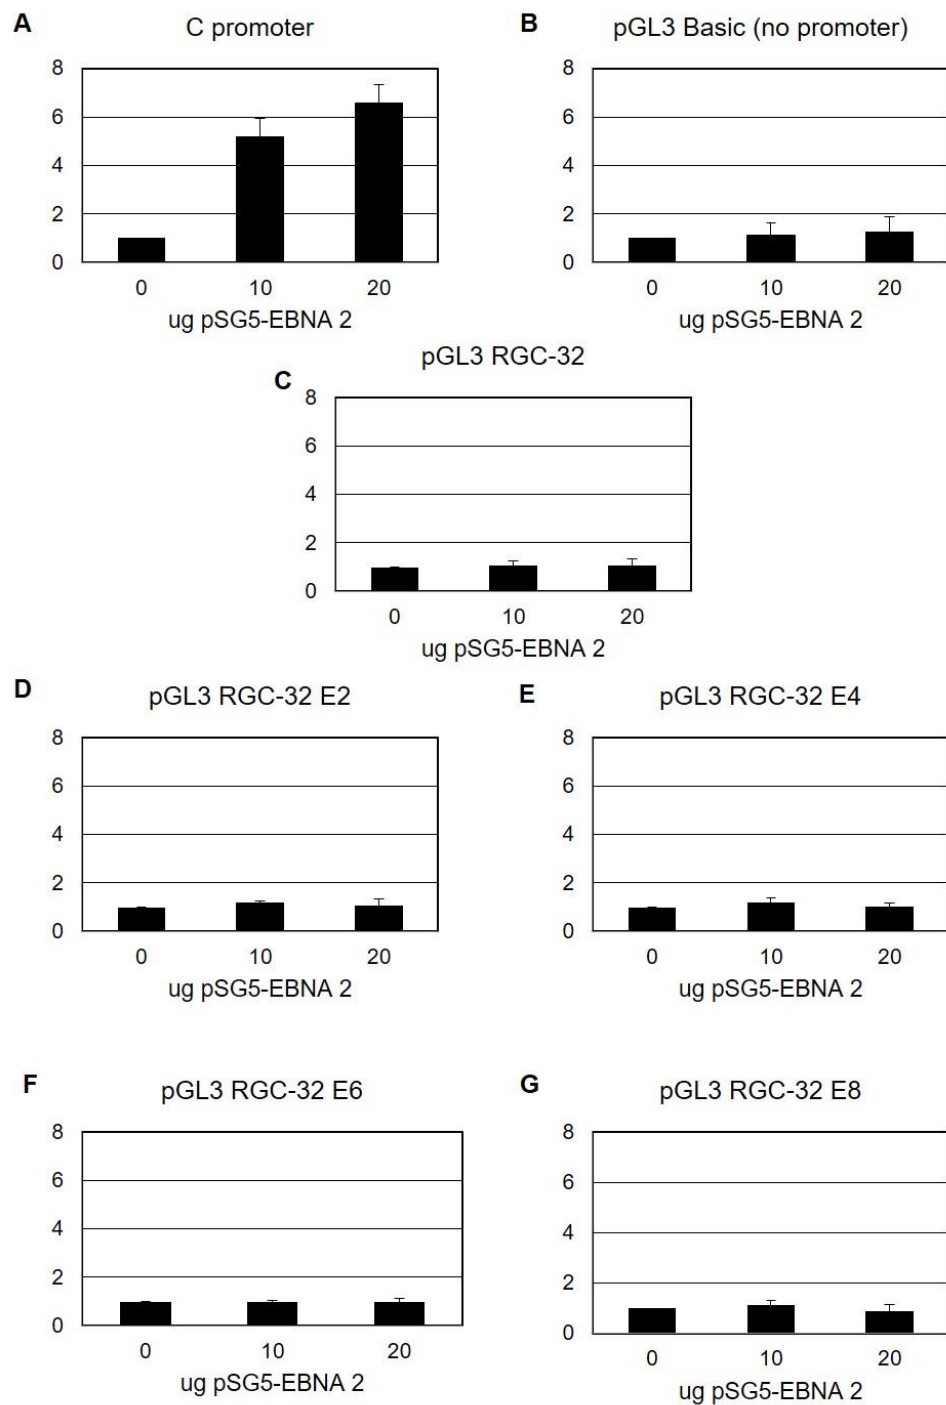 A
C promoter
8
6
4
2
0
0 10 20
ug pSG5-EBNA 2
B
pGL3 Basic (no promoter)
8
6
4
2
0
0 10 20
ug pSG5-EBNA 2
C
pGL3 RGC-32
8
6
4
2
0
0 10 20
ug pSG5-EBNA 2
D
pGL3 RGC-32 E2
8
6
4
2
0
0 10 20
ug pSG5-EBNA 2
E
pGL3 RGC-32 E4
8
6
4
2
0
0 10 20
ug pSG5-EBNA 2
F
pGL3 RGC-32 E6
8
6
4
2
0
0 10 20
ug pSG5-EBNA 2
G
pGL3 RGC-32 E8
8
6
4
2
0
0 10 20
ug pSG5-EBNA 2